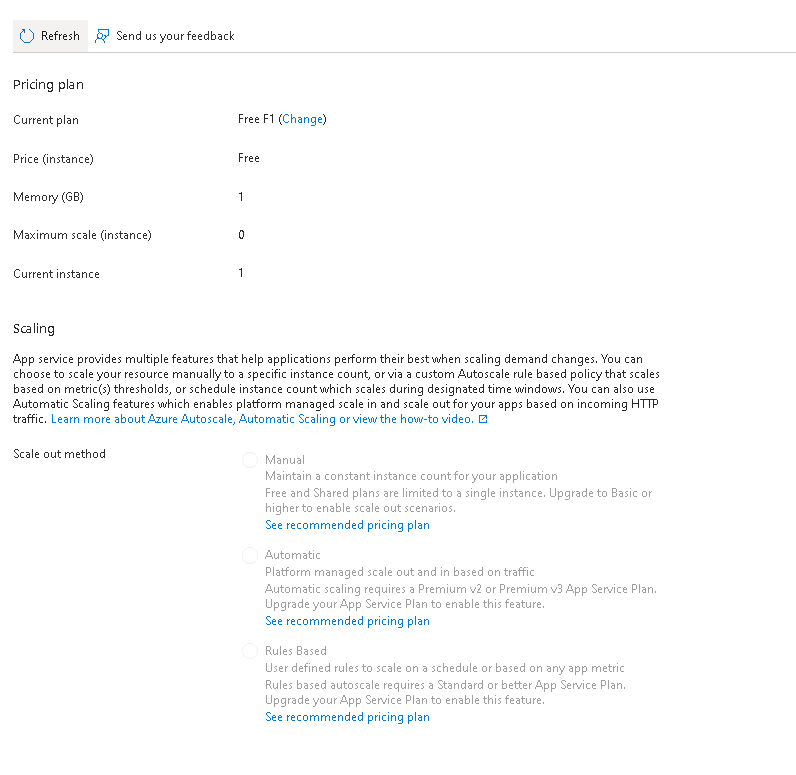 Refresh Send us your feedback
Pricing plan
Current plan Free F1 (Change)
Price (instance) Free
Memory (GB) 1
Maximum scale (instance) 0
Current instance 1
Scaling
App service provides multiple features that help applications perform their best when scaling demand changes. You can
choose to scale your resource manually to a specific instance count, or via a custom Autoscale rule based policy that scales
based on metric(s) thresholds, or schedule instance count which scales during designated time windows. You can also use
Automatic Scaling features which enables platform managed scale in and scale out for your apps based on incoming HTTP
traffic. Learn more about Azure Autoscale, Automatic Scaling or view the how-to video.
Scale out method
Manual
Maintain a constant instance count for your application
Free and Shared plans are limited to a single instance. Upgrade to Basic or
higher to enable scale out scenarios.
See recommended pricing plan
Automatic
Platform managed scale out and in based on traffic
Automatic scaling requires a Premium v2 or Premium v3 App Service Plan.
Upgrade your App Service Plan to enable this feature.
See recommended pricing plan
Rules Based
User defined rules to scale on a schedule or based on any app metric
Rules based autoscale requires a Standard or better App Service Plan.
Upgrade your App Service Plan to enable this feature.
See recommended pricing plan